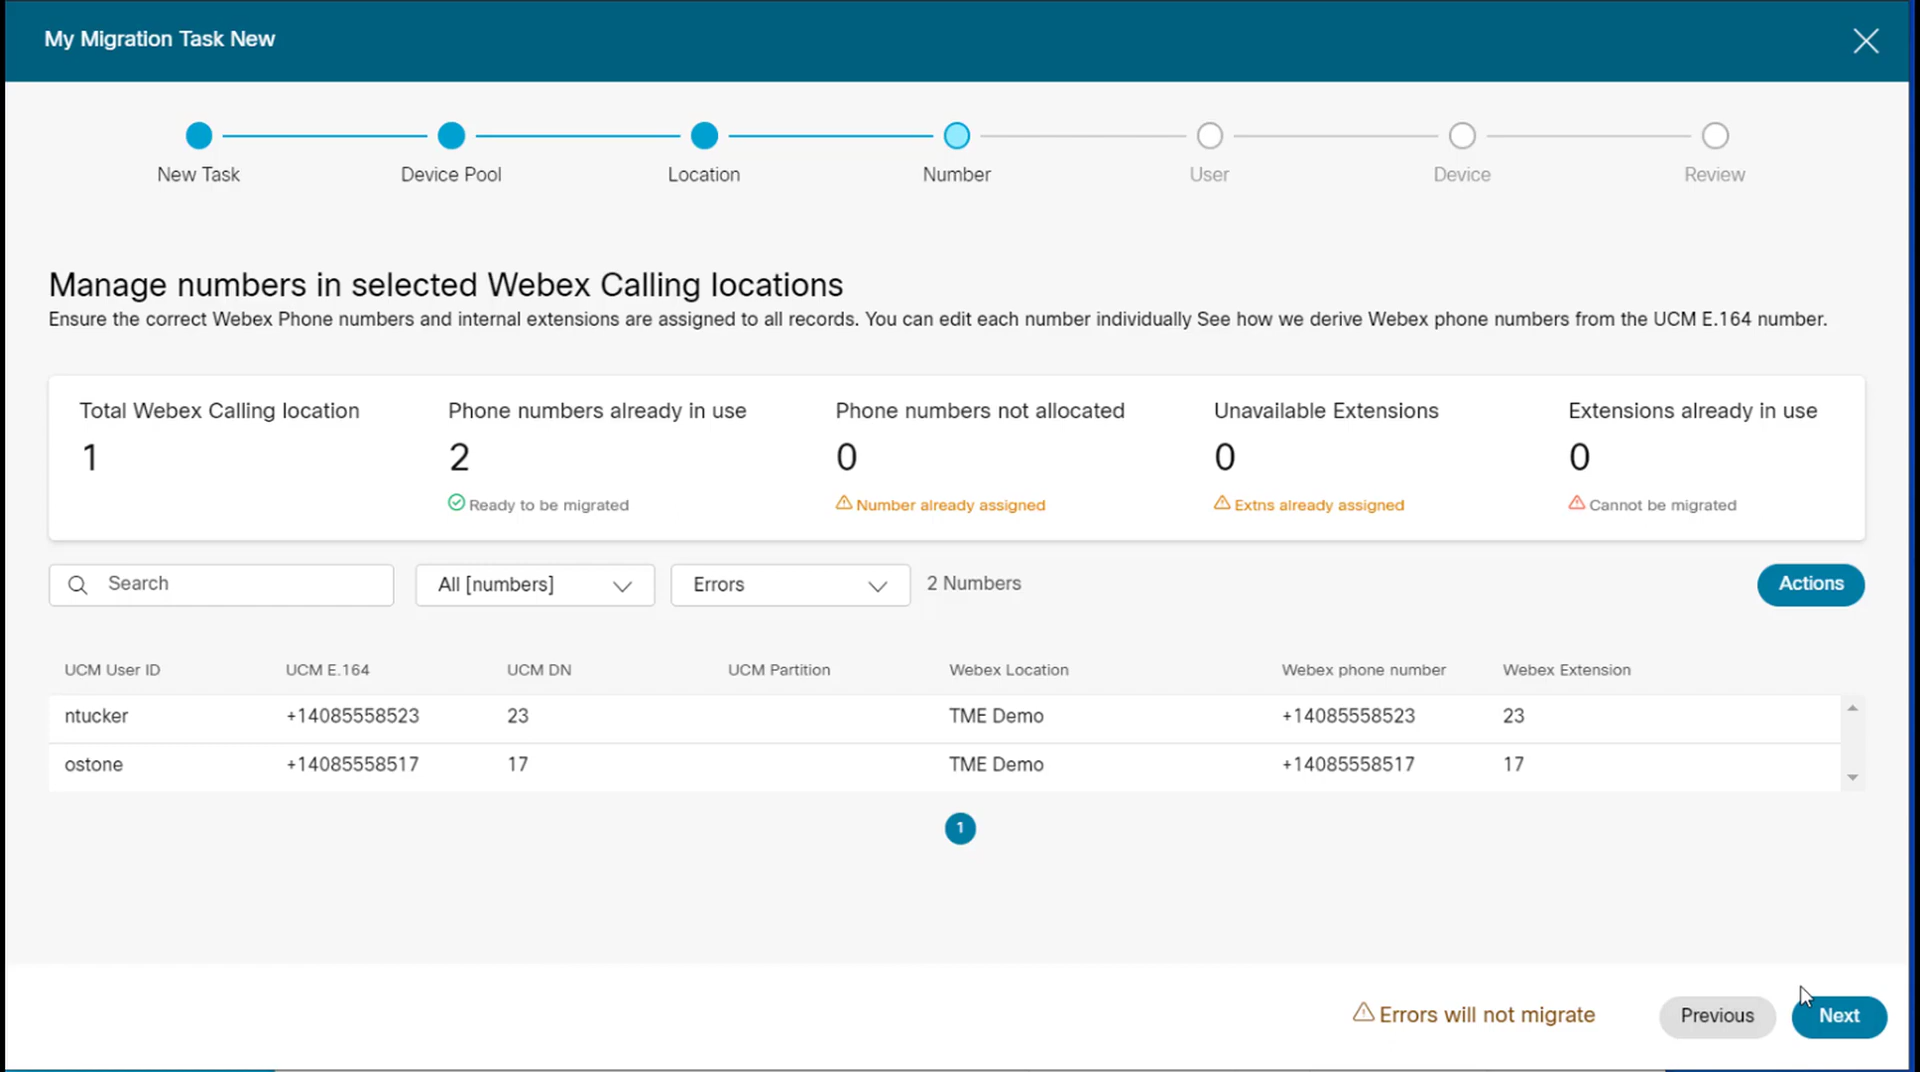 My Migration Task New
New Task
Device Pool
Location
Number
User
Device
Review
Manage numbers in selected Webex Calling locations
Ensure the correct Webex Phone numbers and internal extensions are assigned to all records. You can edit each number individually See how we derive Webex phone numbers from the UCM E.164 number.
Total Webex Calling location
1
Phone numbers already in use
2
Ready to be migrated
Phone numbers not allocated
0
Number already assigned
Unavailable Extensions
0
Extns already assigned
Extensions already in use
0
Cannot be migrated
Search
All [numbers]
Errors
2 Numbers
Actions
UCM User ID UCM E.164 UCM DN UCM Partition Webex Location Webex phone number Webex Extension
ntucker +14085558523 23 TME Demo +14085558523 23
ostone +14085558517 17 TME Demo +14085558517 17
1
Errors will not migrate
Previous
Next